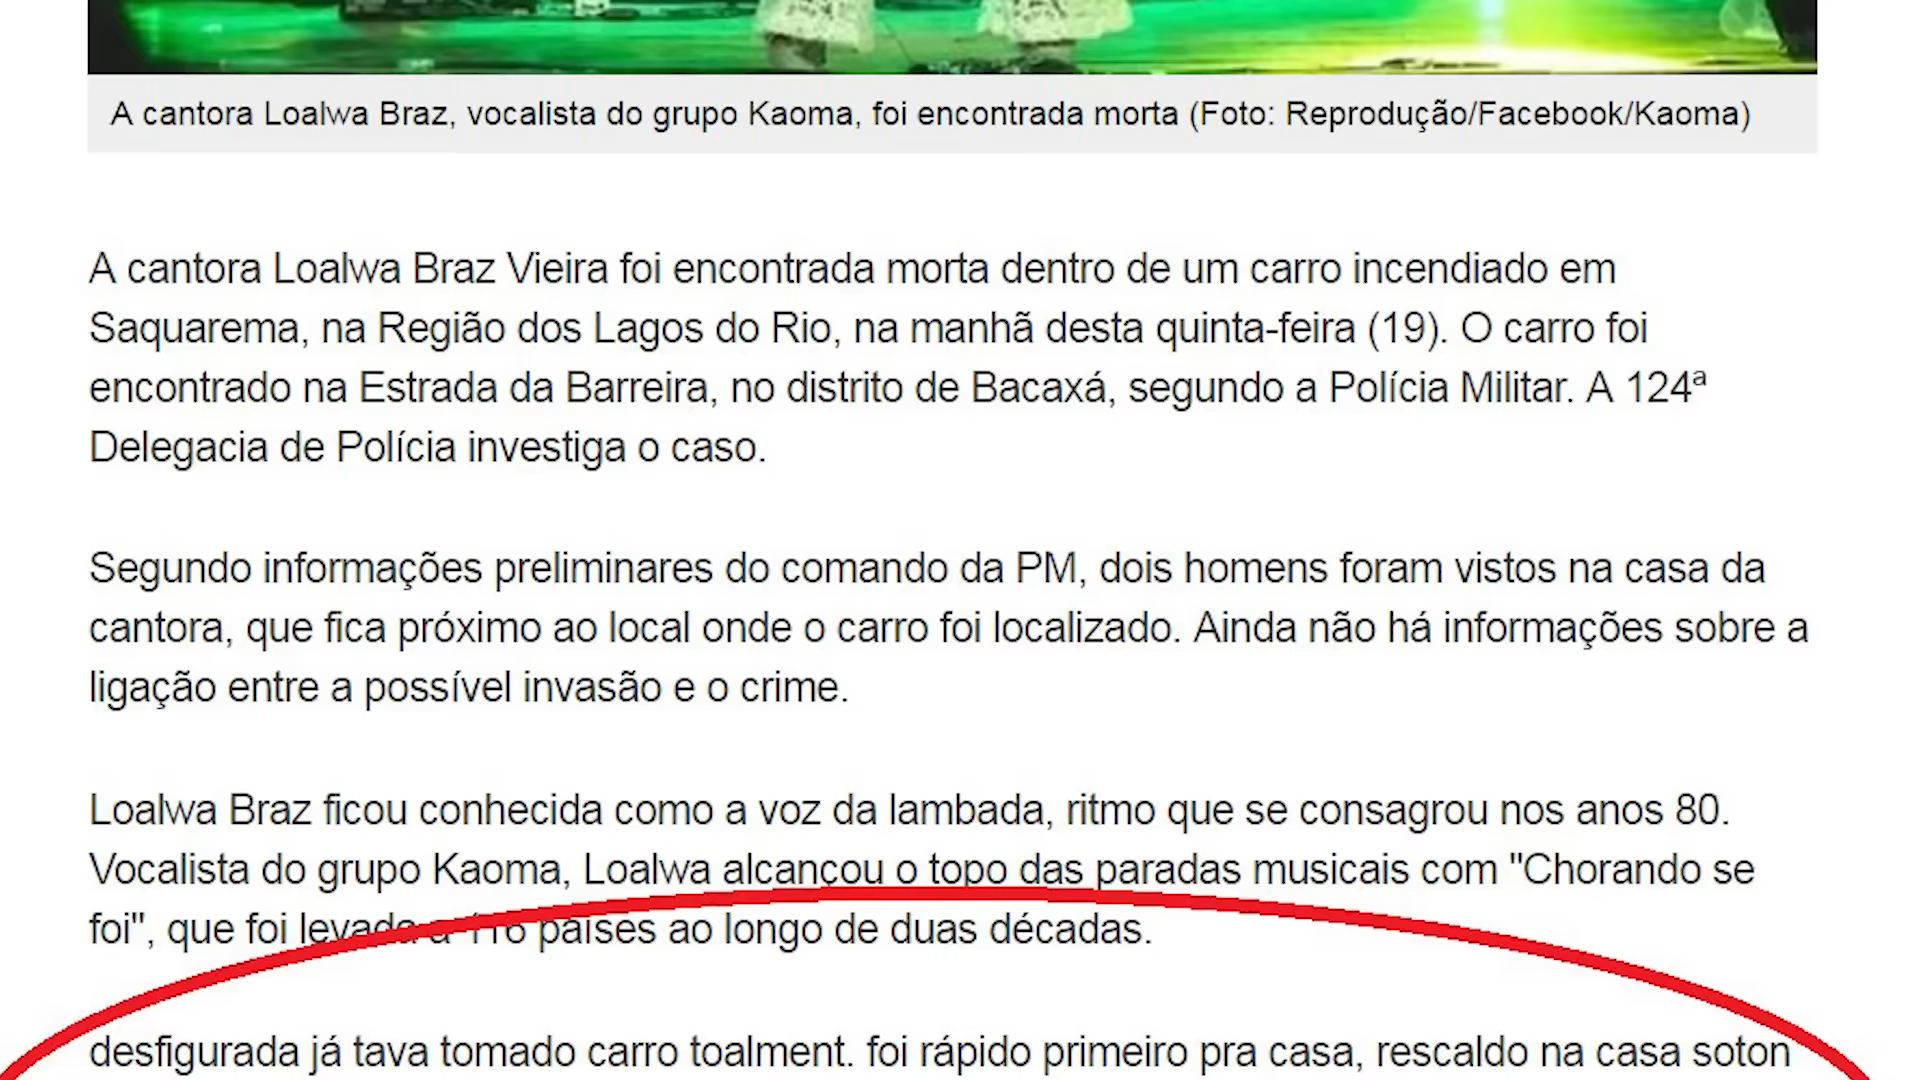 A cantora Loalwa Braz, vocalista do grupo Kaoma, foi encontrada morta (Foto: Reprodução/Facebook/Kaoma)
A cantora Loalwa Braz Vieira foi encontrada morta dentro de um carro incendiado em
Saquarema, na Região dos Lagos do Rio, na manhã desta quinta-feira (19). O carro foi
encontrado na Estrada da Barreira, no distrito de Bacaxá, segundo a Polícia Militar. A 124ª
Delegacia de Polícia investiga o caso.
Segundo informações preliminares do comando da PM, dois homens foram vistos na casa da
cantora, que fica próximo ao local onde o carro foi localizado. Ainda não há informações sobre a
ligação entre a possível invasão e o crime.
Loalwa Braz ficou conhecida como a voz da lambada, ritmo que se consagrou nos anos 80.
Vocalista do grupo Kaoma, Loalwa alcançou o topo das paradas musicais com "Chorando se
foi", que foi levada a 116 países ao longo de duas décadas.
desfigurada já tava tomado carro toalment. foi rápido primeiro pra casa, rescaldo na casa soton